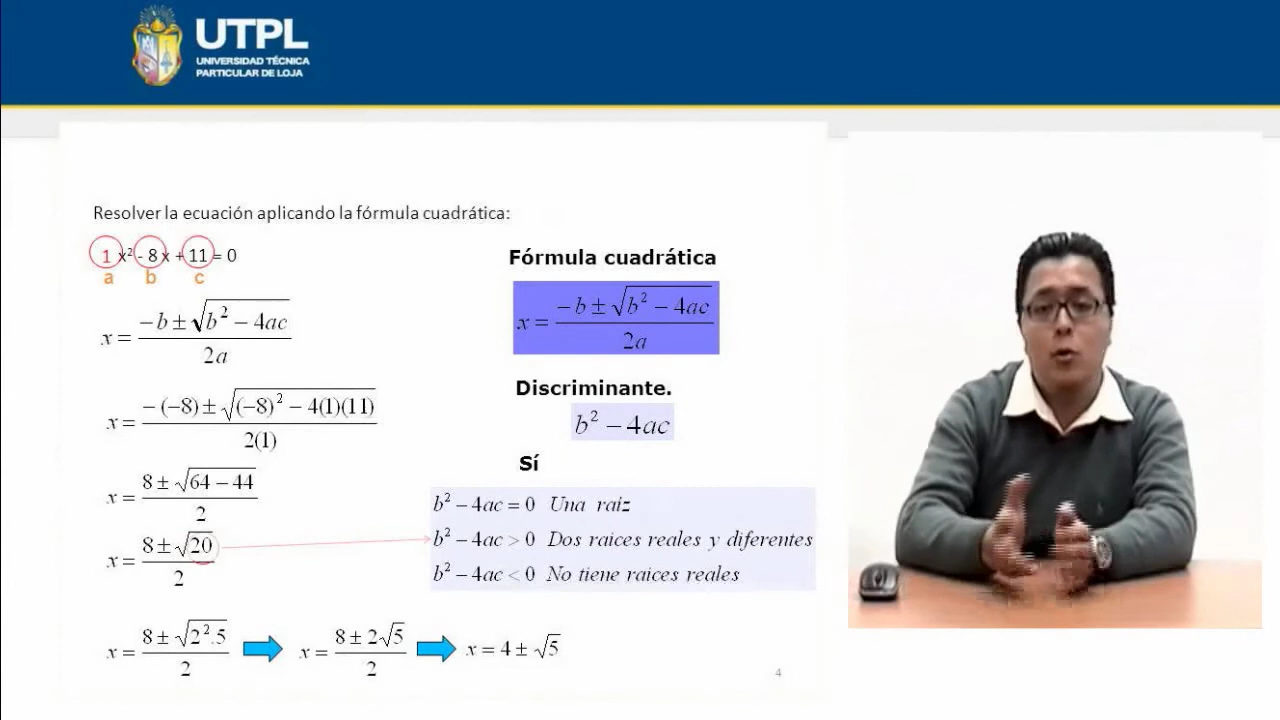 UTPL
UNIVERSIDAD TÉCNICA
PARTICULAR DE LOJA
Resolver la ecuación aplicando la fórmula cuadrática:
1 x² - 8 x + 11 = 0
a b c
x = (-b ± √(b² - 4ac)) / 2a
x = (-(-8) ± √((-8)² - 4(1)(11))) / 2(1)
x = (8 ± √(64 - 44)) / 2
x = (8 ± √20) / 2
x = (8 ± √(2².5)) / 2
x = (8 ± 2√5) / 2
x = 4 ± √5
Fórmula cuadrática
x = (-b ± √(b² - 4ac)) / 2a
Discriminante.
b² - 4ac
Sí
b² - 4ac = 0 Una raíz
b² - 4ac > 0 Dos raices reales y diferentes
b² - 4ac < 0 No tiene raices reales
4